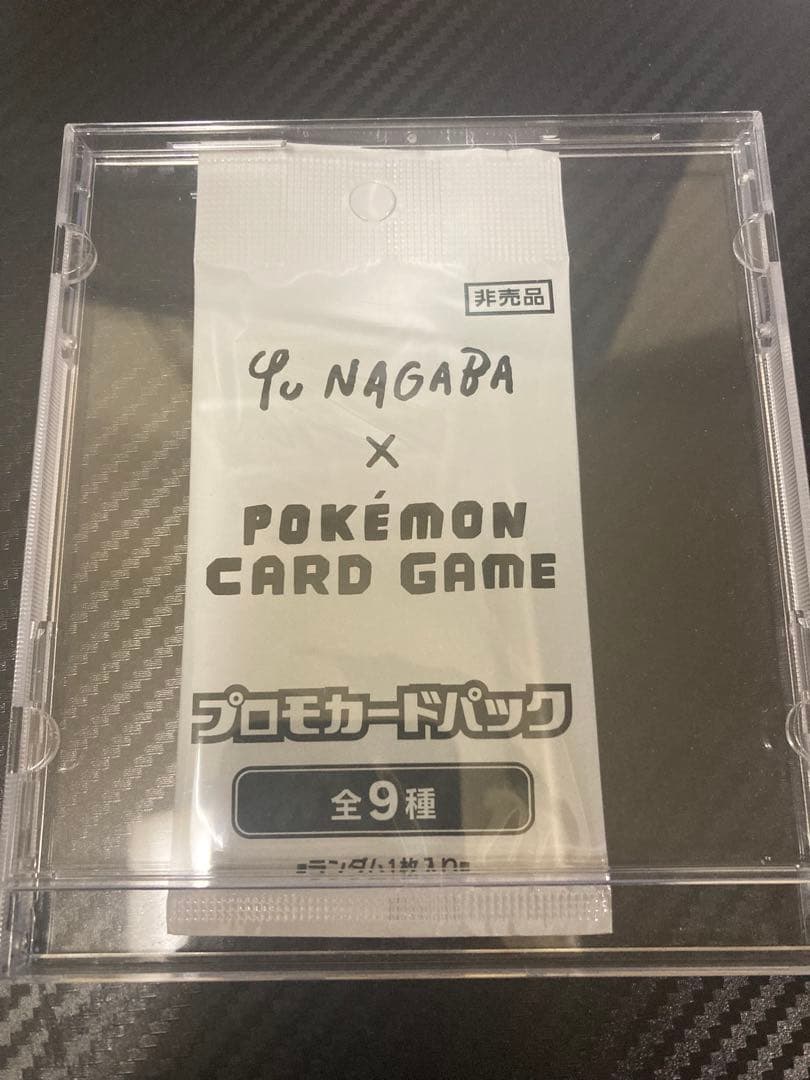 非売品
Yu NAGABA
×
POKÉMON
CARD GAME
プロモカードパック
全9種
■ランダム1枚入り■